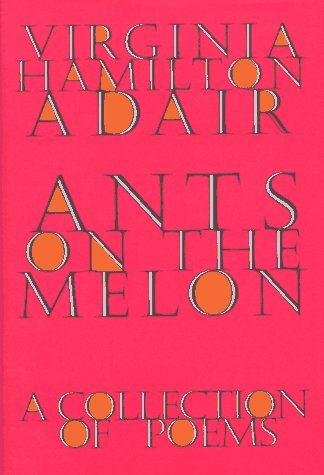 VIRGINIA
HAMILTON
ADAIR
ANTS
ON THE
MELON
A COLLECTION
OF POEMS